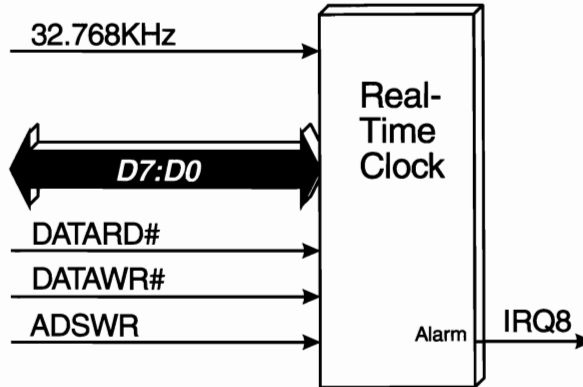 32.768KHz
Real-
Time
Clock
D7:D0
DATARD#
DATAWR#
ADSWR
Alarm
IRQ8